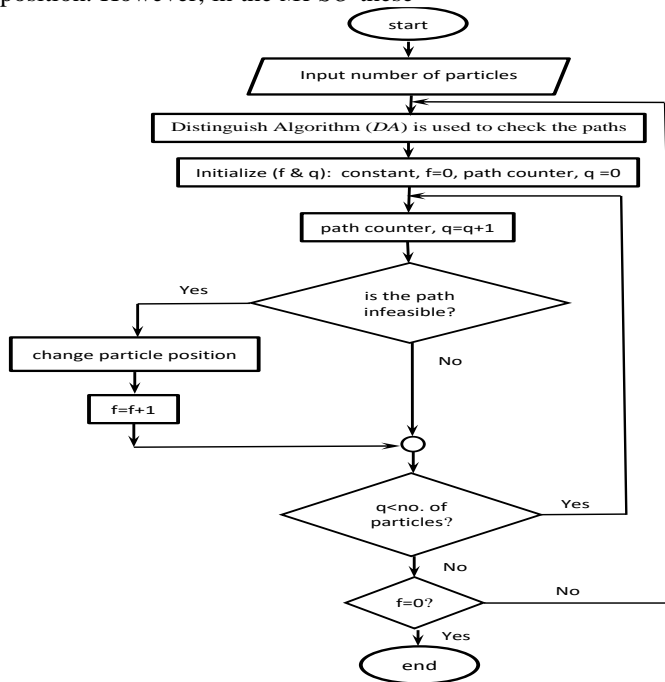 position. However, in the MPSO these
start
Input number of particles
Distinguish Algorithm (DA) is used to check the paths
Initialize (f & q): constant, f=0, path counter, q =0
path counter, q=q+1
Yes
is the path
infeasible?
change particle position
No
f=f+1
q<no. of
particles?
Yes
No
f=0?
No
Yes
end